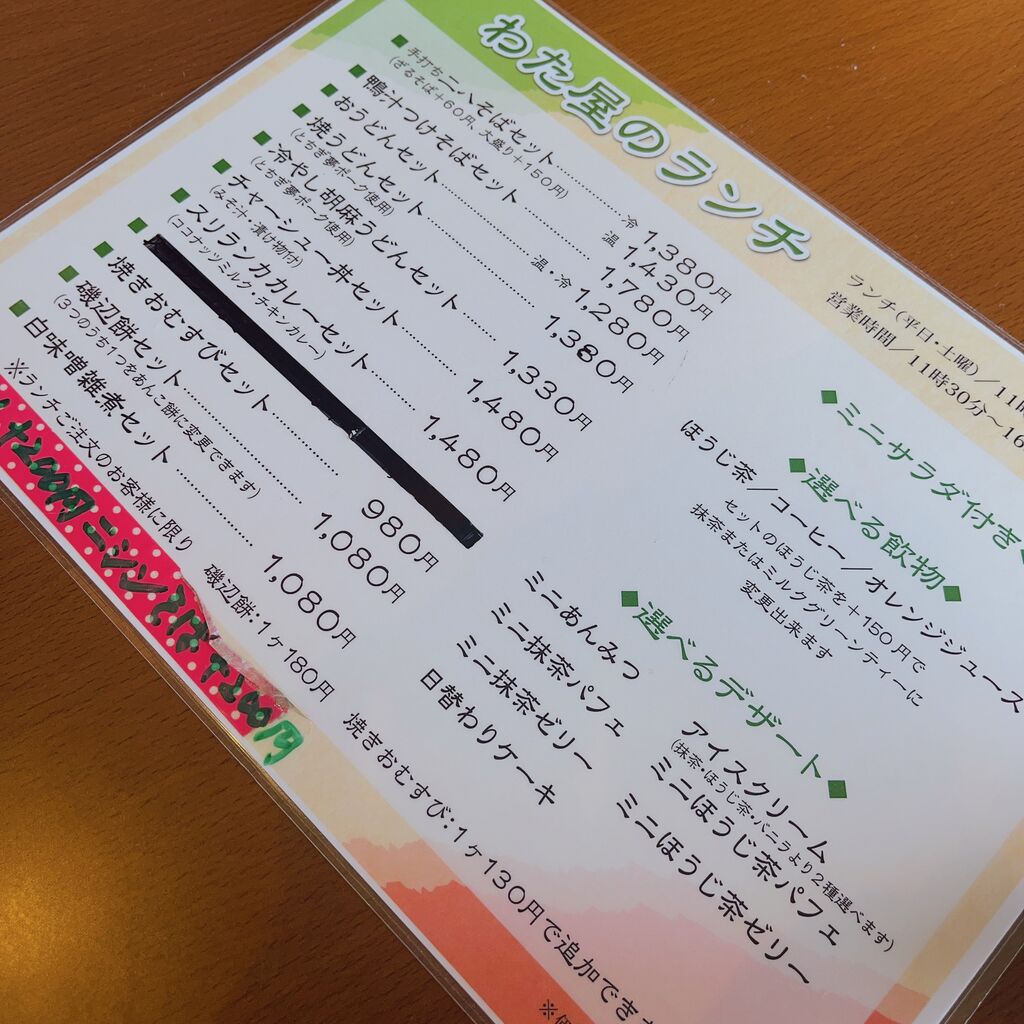 わた屋のランチ
ランチ(平日・土曜)/11時
営業時間/11時30分〜16
■手打ち二八そばセット…………冷 1,380円
(ざるそば+60円、大盛り+150円) 温 1,430円
■鴨汁つけそばセット…………1,780円
■おうどんセット…………温・冷 1,280円
■焼うどんセット…………1,380円
(とちぎ夢ポーク使用)
■冷やし胡麻うどんセット…………1,330円
(とちぎ夢ポーク使用)
■チャーシュー丼セット…………1,480円
(みそ汁・漬け物付)
■スリランカカレーセット…………1,480円
(ココナッツミルク・チキンカレー)
■焼きおむすびセット…………980円
■磯辺餅セット…………1,080円
(3つのうち1つをあんこ餅に変更できます)
■白味噌雑煮セット…………1,080円
※ランチご注文のお客様に限り
磯辺餅:1ヶ180円 焼きおむすび:1ヶ130円で追加でき
+200円 ニシンそば +200円
◆ミニサラダ付き
◆選べる飲物◆
ほうじ茶/コーヒー/オレンジジュース
セットのほうじ茶を+150円で
抹茶またはミルクグリーンティーに
変更出来ます
◆選べるデザート◆
ミニあんみつ
ミニ抹茶パフェ
ミニ抹茶ゼリー
日替わりケーキ
アイスクリーム
(抹茶・ほうじ茶・バニラより2種選べます)
ミニほうじ茶パフェ
ミニほうじ茶ゼリー